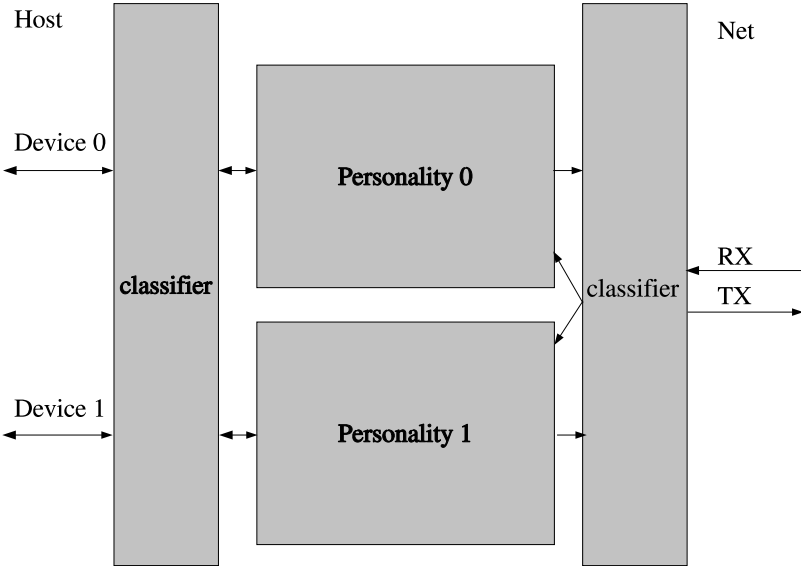 Host
Net
Device 0
Personality 0
RX
classifier
classifier
TX
Device 1
Personality 1